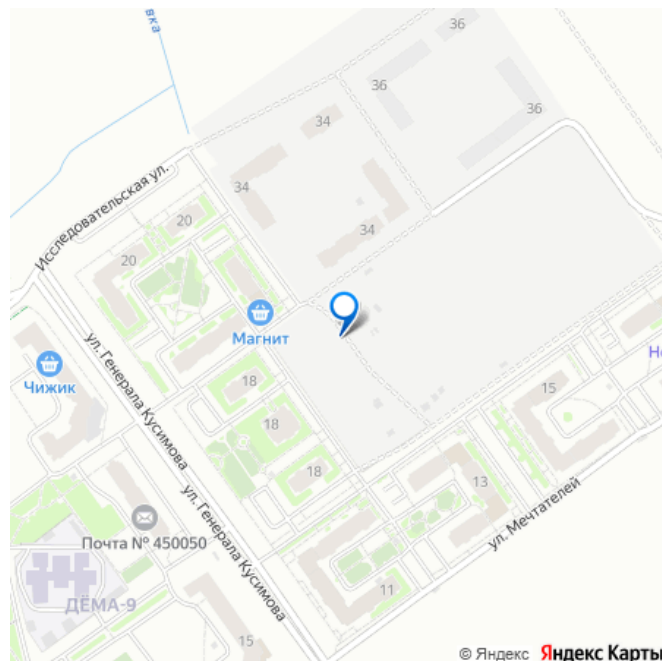 вка
36
36
34
36
Исследовательская ул.
34
20
34
20
Магнит
ул. Генерала Кусимова
Чижик
Но
18
15
18
18
13
ул. Генерала Кусимова
ул. Мечтателей
Почта № 450050
ДЁМА-9
11
15
© Яндекс Яндекс Карты